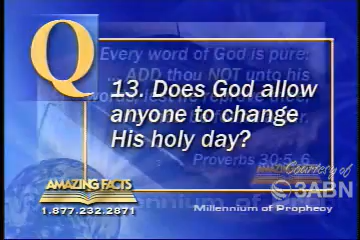 Q
Every word of God is pure:
... ADD thou NOT unto his
13. Does God allow
anyone to change
His holy day?
Proverbs 30:5, 6
Courtesy of
3ABN
AMAZING FACTS
1.877.232.2871
Millennium of Prophecy